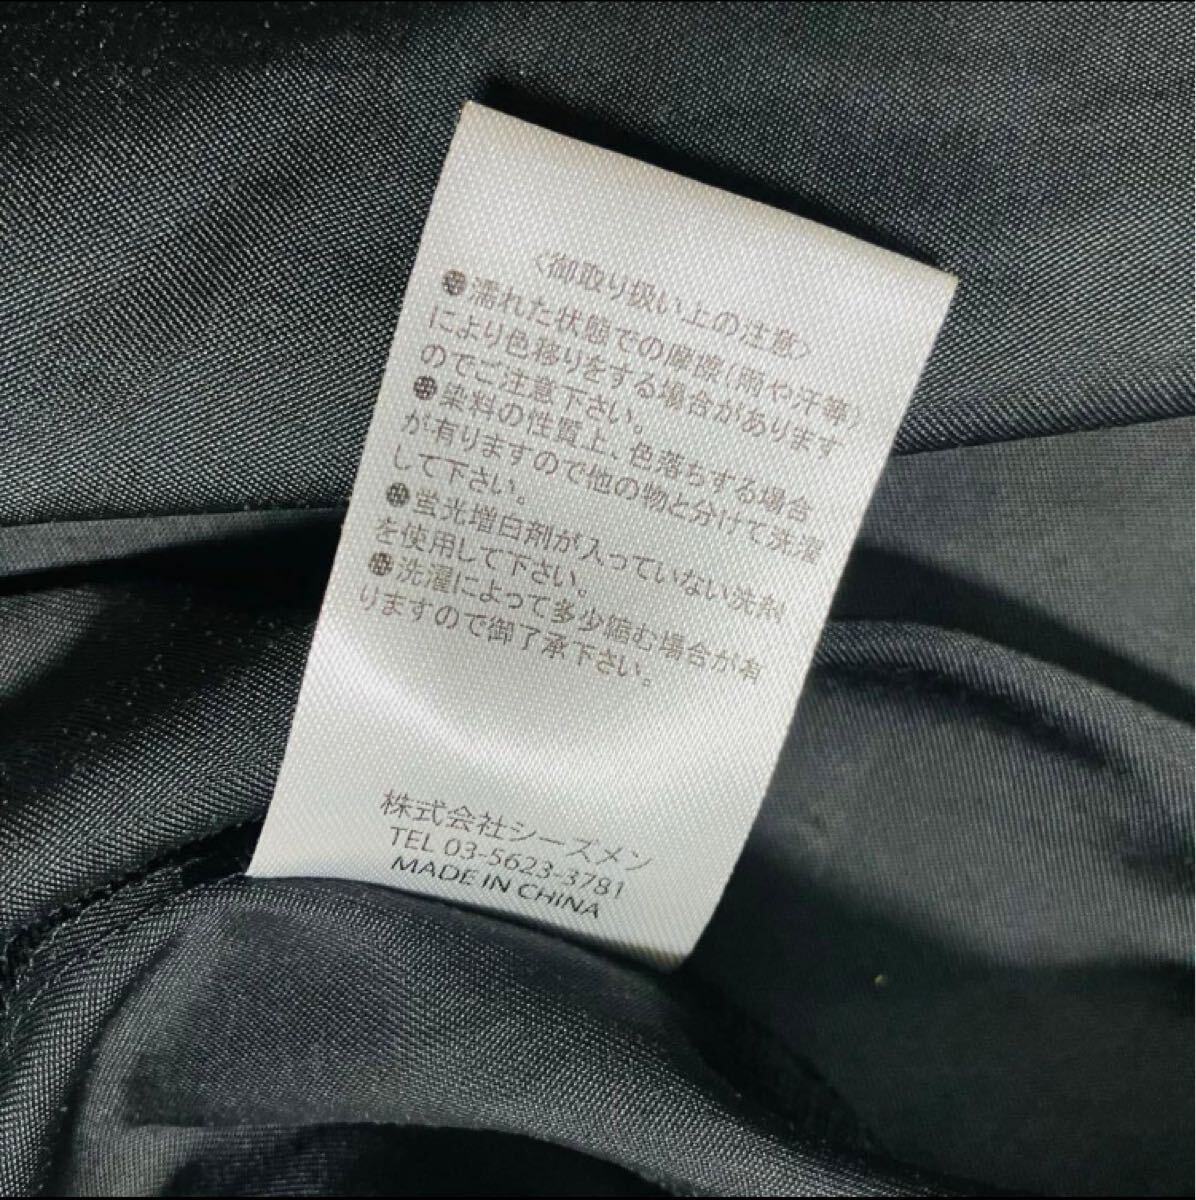 〈御取り扱い上の注意〉
濡れた状態での摩擦(雨や汗等)
により色移りをする場合があります
のでご注意下さい。
染料の性質上、色落ちする場合
が有りますので他の物と分けて洗濯
して下さい。
蛍光増白剤が入っていない洗剤
を使用して下さい。
洗濯によって多少縮む場合が有
りますので御了承下さい。
株式会社シーズメン
TEL 03-5623-3781
MADE IN CHINA